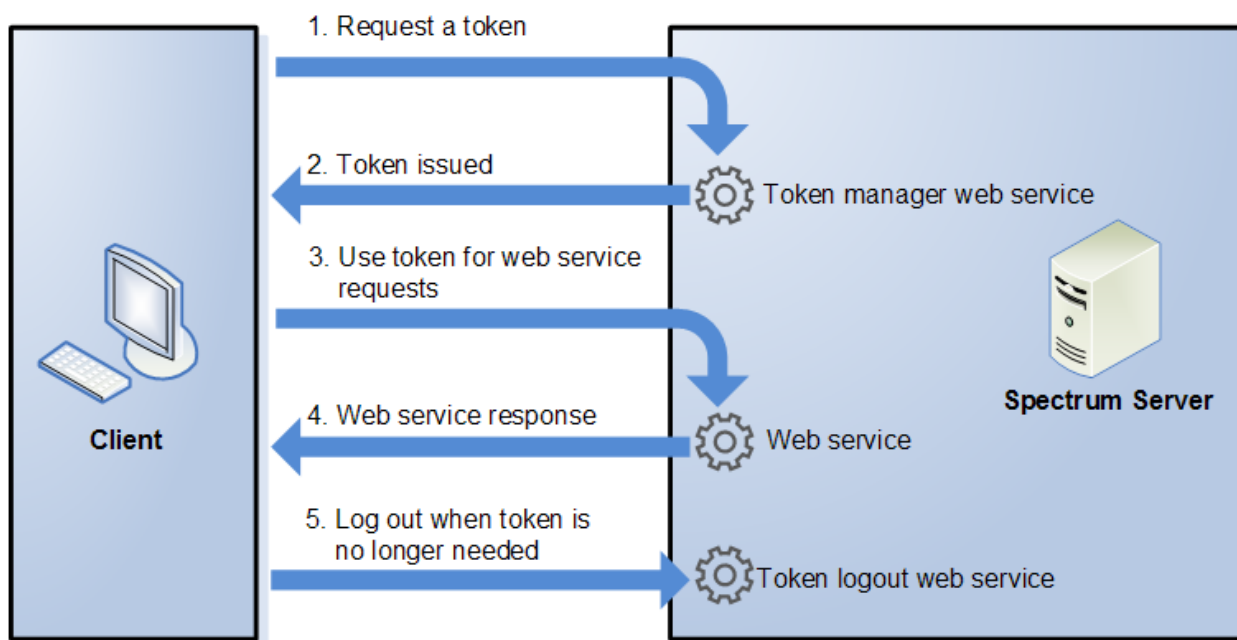 1. Request a token
2. Token issued
Token manager web service
3. Use token for web service
requests
Spectrum Server
4. Web service response
Client
Web service
5. Log out when token is
no longer needed
Token logout web service